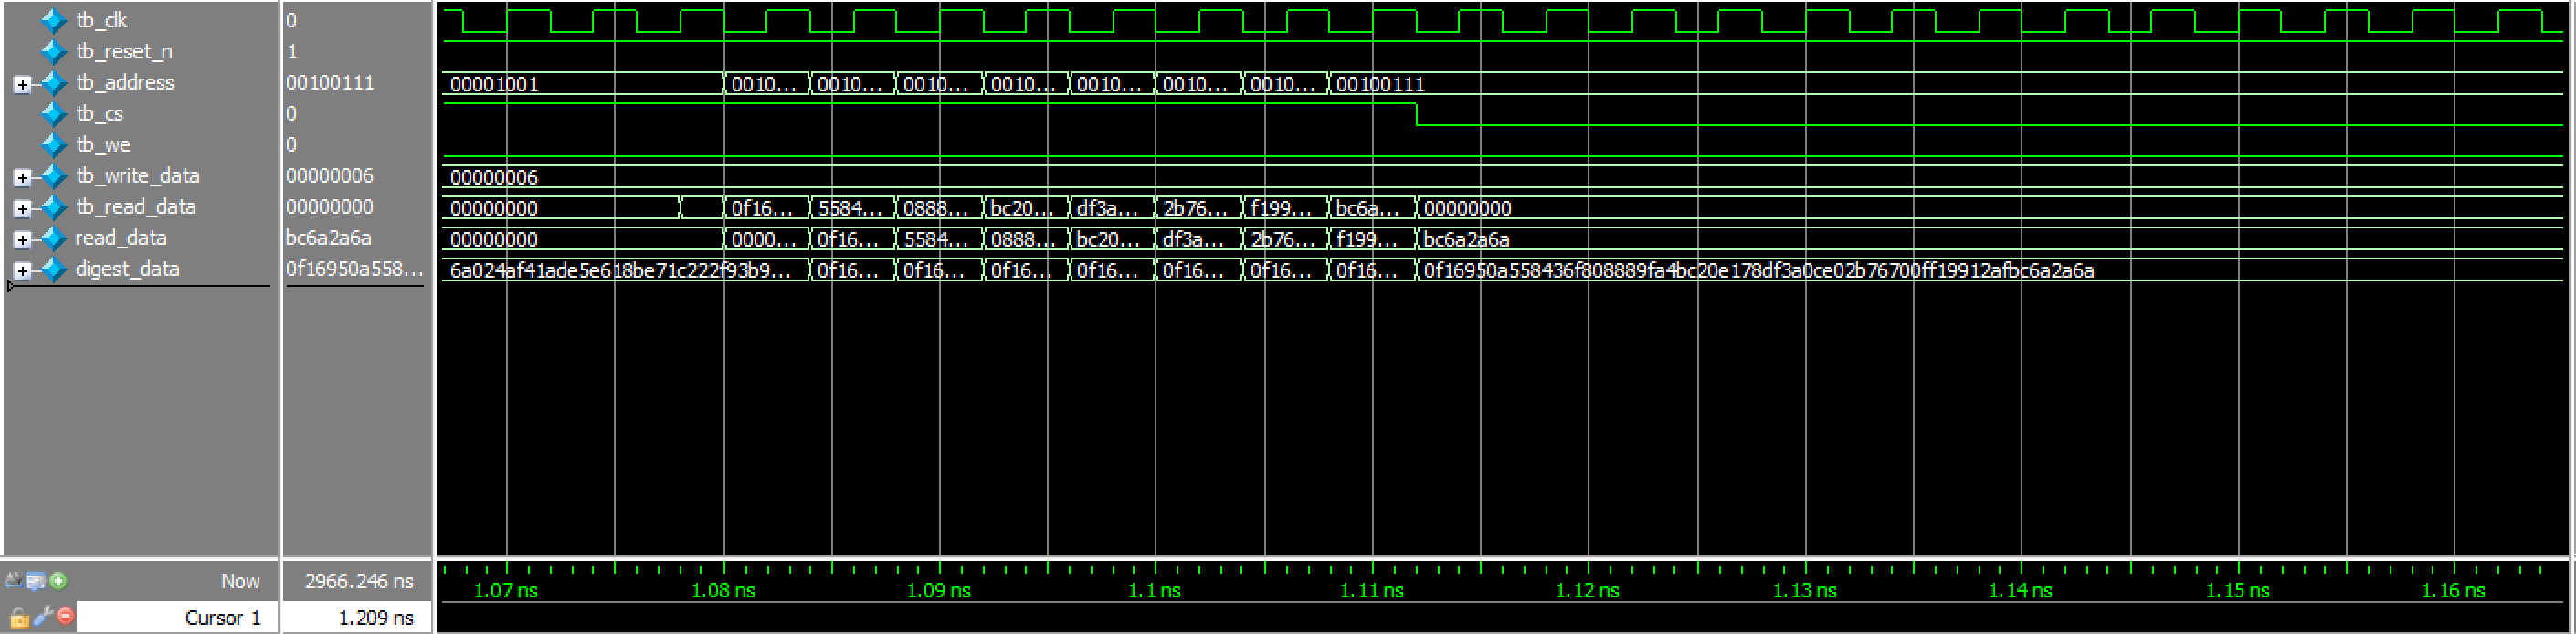 tb_clk 0
tb_reset_n 1
tb_address 00100111 00001001 0010... 0010... 0010... 0010... 0010... 0010... 0010... 00100111
tb_cs 0
tb_we 0
tb_write_data 00000006 00000006
tb_read_data 00000000 00000000 0f16... 5584... 0888... bc20... df3a... 2b76... f199... bc6a... 00000000
read_data bc6a2a6a 00000000 0000... 0f16... 5584... 0888... bc20... df3a... 2b76... f199... bc6a2a6a
digest_data 0f16950a558... 6a024af41ade5e618be71c222f93b9... 0f16... 0f16... 0f16... 0f16... 0f16... 0f16... 0f16... 0f16950a558436f808889fa4bc20e178df3a0ce02b76700ff19912afbc6a2a6a
Now 2966.246 ns 1.07 ns 1.08 ns 1.09 ns 1.1 ns 1.11 ns 1.12 ns 1.13 ns 1.14 ns 1.15 ns 1.16 ns
Cursor 1 1.209 ns